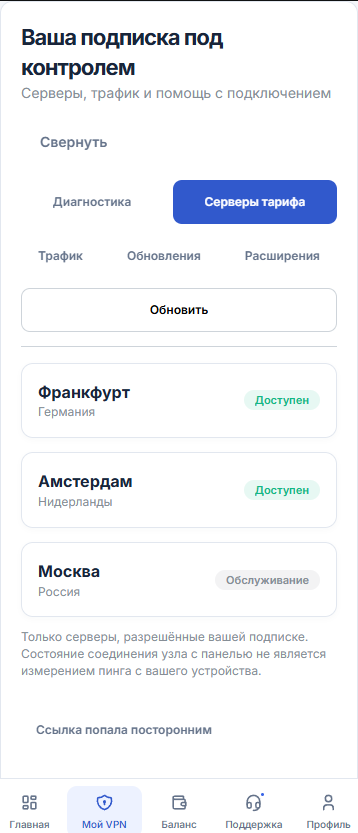 Ваша подписка под
контролем
Серверы, трафик и помощь с подключением
Свернуть
Диагностика
Серверы тарифа
Трафик
Обновления
Расширения
Обновить
Франкфурт
Германия
Доступен
Амстердам
Нидерланды
Доступен
Москва
Россия
Обслуживание
Только серверы, разрешённые вашей подписке.
Состояние соединения узла с панелью не является
измерением пинга с вашего устройства.
Ссылка попала посторонним
Главная
Мой VPN
Баланс
Поддержка
Профиль